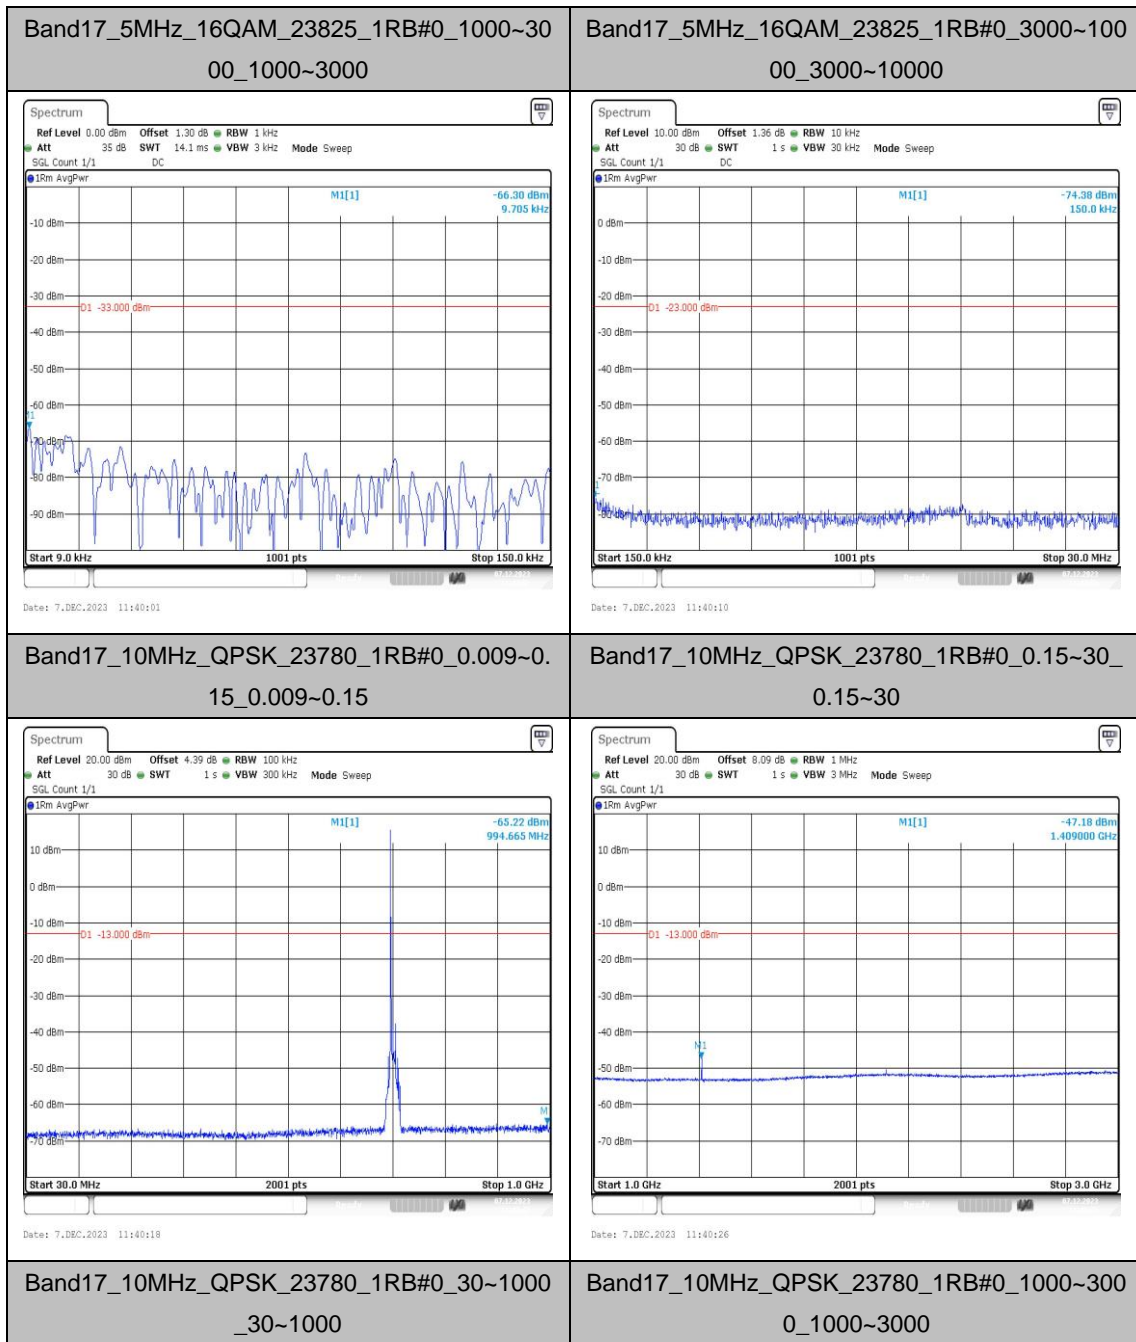 Band17_5MHz_16QAM_23825_1RB#0_1000~30
00_1000~3000
Band17_5MHz_16QAM_23825_1RB#0_3000~100
00_3000~10000
Spectrum
Ref Level 0.00 dBm Offset 1.30 dB RBW 1 kHz
Att 35 dB SWT 14.1 ms VBW 3 kHz Mode Sweep
SGL Count 1/1 DC
1Rm AvgPwr
M1[1] -66.30 dBm
9.705 kHz
-10 dBm
-20 dBm
-30 dBm
D1 -33.000 dBm
-40 dBm
-50 dBm
-60 dBm
M1
-70 dBm
-80 dBm
-90 dBm
Start 9.0 kHz 1001 pts Stop 150.0 kHz
Date: 7.DEC.2023 11:40:01
Spectrum
Ref Level 10.00 dBm Offset 1.36 dB RBW 10 kHz
Att 30 dB SWT 1 s VBW 30 kHz Mode Sweep
SGL Count 1/1 DC
1Rm AvgPwr
M1[1] -74.38 dBm
150.0 kHz
0 dBm
-10 dBm
-20 dBm
D1 -23.000 dBm
-30 dBm
-40 dBm
-50 dBm
-60 dBm
-70 dBm
-80 dBm
Start 150.0 kHz 1001 pts Stop 30.0 MHz
Date: 7.DEC.2023 11:40:10
Band17_10MHz_QPSK_23780_1RB#0_0.009~0.
15_0.009~0.15
Band17_10MHz_QPSK_23780_1RB#0_0.15~30_
0.15~30
Spectrum
Ref Level 20.00 dBm Offset 4.39 dB RBW 100 kHz
Att 30 dB SWT 1 s VBW 300 kHz Mode Sweep
SGL Count 1/1
1Rm AvgPwr
M1[1] -65.22 dBm
994.665 MHz
10 dBm
0 dBm
-10 dBm
D1 -13.000 dBm
-20 dBm
-30 dBm
-40 dBm
-50 dBm
-60 dBm
M
-70 dBm
Start 30.0 MHz 2001 pts Stop 1.0 GHz
Date: 7.DEC.2023 11:40:18
Spectrum
Ref Level 20.00 dBm Offset 8.09 dB RBW 1 MHz
Att 30 dB SWT 1 s VBW 3 MHz Mode Sweep
SGL Count 1/1
1Rm AvgPwr
M1[1] -47.18 dBm
1.409000 GHz
10 dBm
0 dBm
-10 dBm
D1 -13.000 dBm
-20 dBm
-30 dBm
-40 dBm
M1
-50 dBm
-60 dBm
-70 dBm
Start 1.0 GHz 2001 pts Stop 3.0 GHz
Date: 7.DEC.2023 11:40:26
Band17_10MHz_QPSK_23780_1RB#0_30~1000
_30~1000
Band17_10MHz_QPSK_23780_1RB#0_1000~300
0_1000~3000